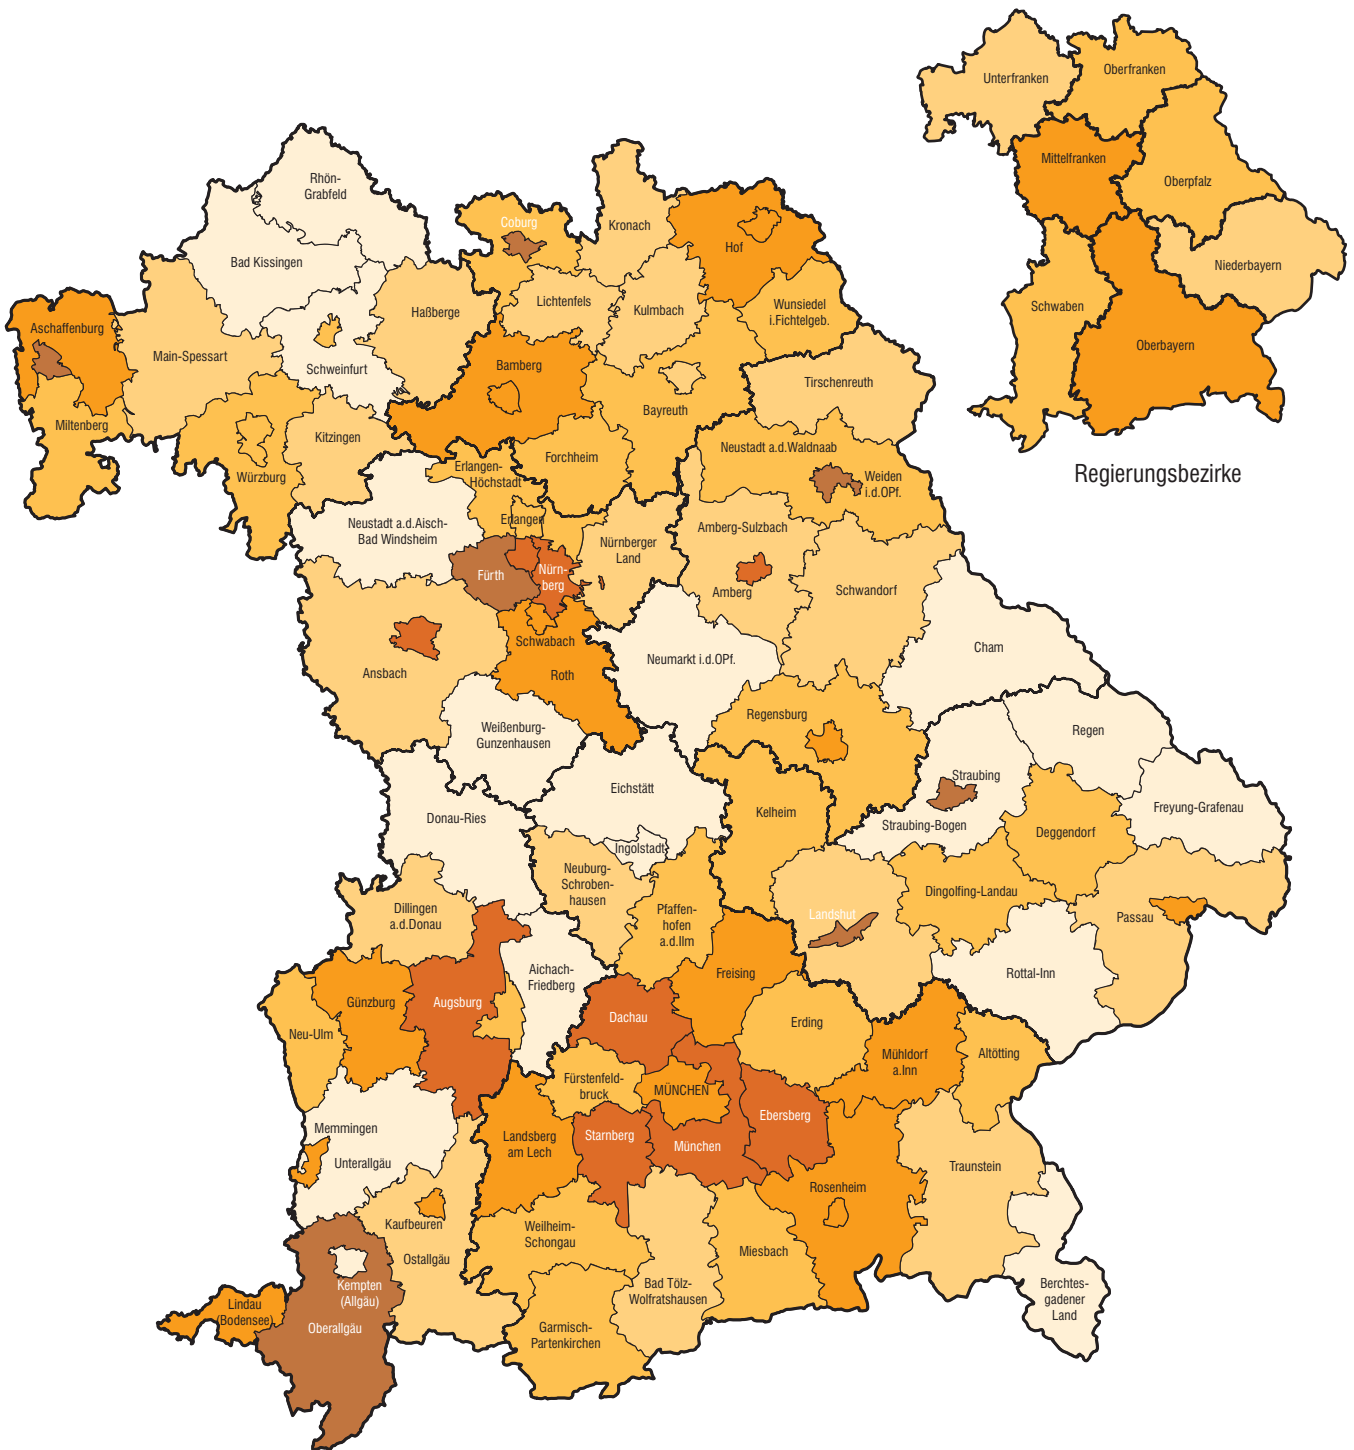 Unterfranken
Oberfranken
Mittelfranken
Oberpfalz
Niederbayern
Schwaben
Oberbayern
Regierungsbezirke
Rhön-
Grabfeld
Bad Kissingen
Coburg
Kronach
Hof
Lichtenfels
Kulmbach
Wunsiedel
i.Fichtelgeb.
Haßberge
Aschaffenburg
Main-Spessart
Schweinfurt
Bamberg
Tirschenreuth
Bayreuth
Miltenberg
Kitzingen
Würzburg
Forchheim
Erlangen-
Höchstadt
Neustadt a.d.Waldnaab
Weiden
i.d.OPf.
Neustadt a.d.Aisch-
Bad Windsheim
Erlangen
Nürnberger
Land
Amberg-Sulzbach
Fürth
Nürn-
berg
Amberg
Schwandorf
Ansbach
Schwabach
Roth
Neumarkt i.d.OPf.
Cham
Weißenburg-
Gunzenhausen
Regensburg
Regen
Eichstätt
Straubing
Freyung-Grafenau
Donau-Ries
Kelheim
Straubing-Bogen
Deggendorf
Ingolstadt
Neuburg-
Schroben-
hausen
Dingolfing-Landau
Dillingen
a.d.Donau
Pfaffen-
hofen
a.d.Ilm
Landshut
Passau
Aichach-
Friedberg
Freising
Rottal-Inn
Günzburg
Augsburg
Dachau
Erding
Neu-Ulm
Mühldorf
a.Inn
Altötting
Fürstenfeld-
bruck
MÜNCHEN
Ebersberg
Memmingen
Landsberg
am Lech
Starnberg
München
Unterallgäu
Traunstein
Rosenheim
Kaufbeuren
Weilheim-
Schongau
Miesbach
Ostallgäu
Kempten
(Allgäu)
Bad Tölz-
Wolfratshausen
Berchtes-
gadener
Land
Lindau
(Bodensee)
Oberallgäu
Garmisch-
Partenkirchen